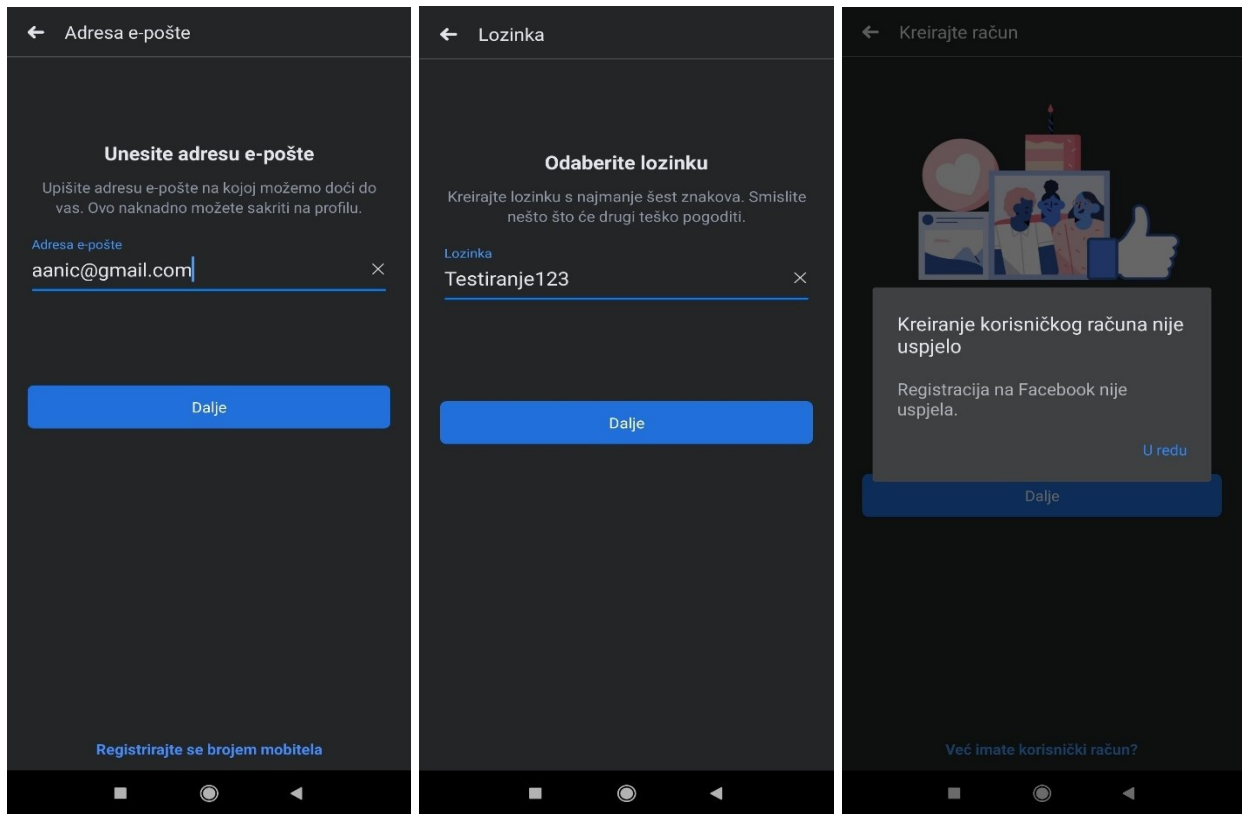 Adresa e-pošte
Unesite adresu e-pošte
Upišite adresu e-pošte na kojoj možemo doći do
vas. Ovo naknadno možete sakriti na profilu.
Adresa e-pošte
aanic@gmail.com
Dalje
Registrirajte se brojem mobitela
Lozinka
Odaberite lozinku
Kreirajte lozinku s najmanje šest znakova. Smislite
nešto što će drugi teško pogoditi.
Lozinka
Testiranje123
Dalje
Kreirajte račun
Kreiranje korisničkog računa nije
uspjelo
Registracija na Facebook nije
uspjela.
U redu
Dalje
Već imate korisnički račun?